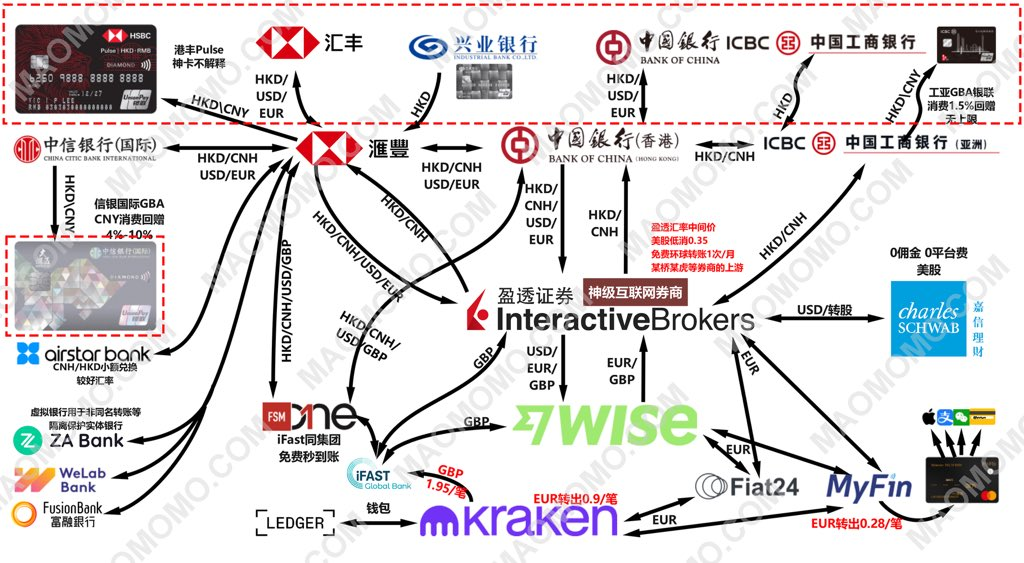 HSBC
Pulse | HKD·RMB
DIAMOND
6250 9888 8888 8888
12/27
UnionPay
银联
港丰Pulse
神卡不解释
HKD\CNY
汇丰
HKD/
USD/
EUR
兴业银行
INDUSTRIAL BANK CO.,LTD.
HKD
中国银行
BANK OF CHINA
HKD/
USD/
EUR
ICBC 中国工商银行
HKD
HKD\CNY
ICBC
工亚GBA银联
消费1.5%回赠
无上限
中信银行(国际)
CHINA CITIC BANK INTERNATIONAL
HKD/CNH
USD/EUR
滙豐
HKD/CNH
USD/EUR
中國銀行(香港)
BANK OF CHINA (HONG KONG)
HKD/CNH
ICBC 中国工商银行 (亚洲)
HKD\CNY
信银国际GBA
CNY消费回赠
4%-10%
中信银行(国际)
DIAMOND
UnionPay
HKD/CNH/USD/GBP
HKD/CNH/USD/EUR
HKD/CNH
HKD/
CNH/
USD/
EUR
HKD/
CNH
盈透汇率中间价
美股低消0.35
免费环球转账1次/月
某桥某虎等券商的上游
HKD/CNH
盈透证券
神级互联网券商
InteractiveBrokers
USD/转股
0佣金 0平台费
美股
charles
SCHWAB
嘉信理財
HKD/CNH/
USD/GBP
airstar bank
CNH/HKD小额兑换
较好汇率
GBP
USD/
EUR/
GBP
EUR/
GBP
EUR
虚拟银行用于非同名转账等
隔离保护实体银行
ZA Bank
WeLab
Bank
FusionBank
富融銀行
FSM one
iFast同集团
免费秒到账
iFAST
Global Bank
GBP
WISE
EUR
Fiat24
MyFin
GBP
1.95/笔
LEDGER
钱包
kraken
EUR转出0.9/笔
EUR
EUR转出0.28/笔
MAOMOMO.COM